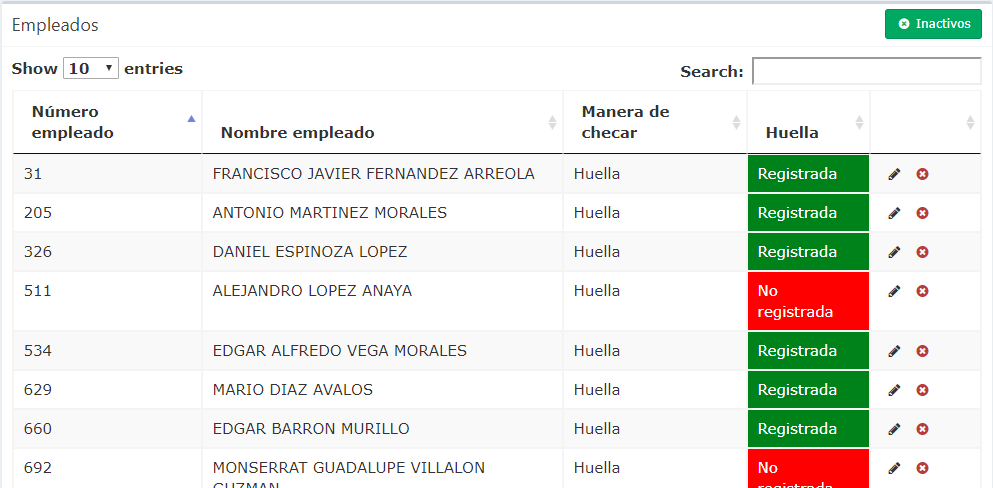 Empleados
Inactivos
Show 10 entries
Search:
Número empleado Nombre empleado Manera de checar Huella
31 FRANCISCO JAVIER FERNANDEZ ARREOLA Huella Registrada
205 ANTONIO MARTINEZ MORALES Huella Registrada
326 DANIEL ESPINOZA LOPEZ Huella Registrada
511 ALEJANDRO LOPEZ ANAYA Huella No
registrada
534 EDGAR ALFREDO VEGA MORALES Huella Registrada
629 MARIO DIAZ AVALOS Huella Registrada
660 EDGAR BARRON MURILLO Huella Registrada
692 MONSERRAT GUADALUPE VILLALON Huella No
GUZMAN registrada